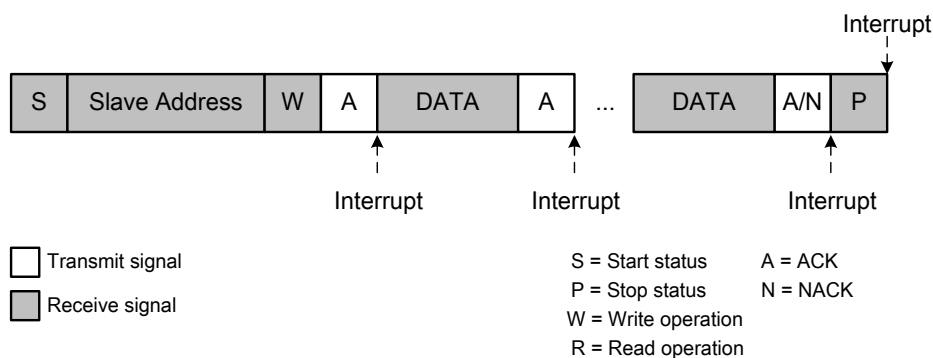 Interrupt
S Slave Address W A DATA A ... DATA A/N P
Interrupt Interrupt Interrupt
Transmit signal
Receive signal
S = Start status A = ACK
P = Stop status N = NACK
W = Write operation
R = Read operation